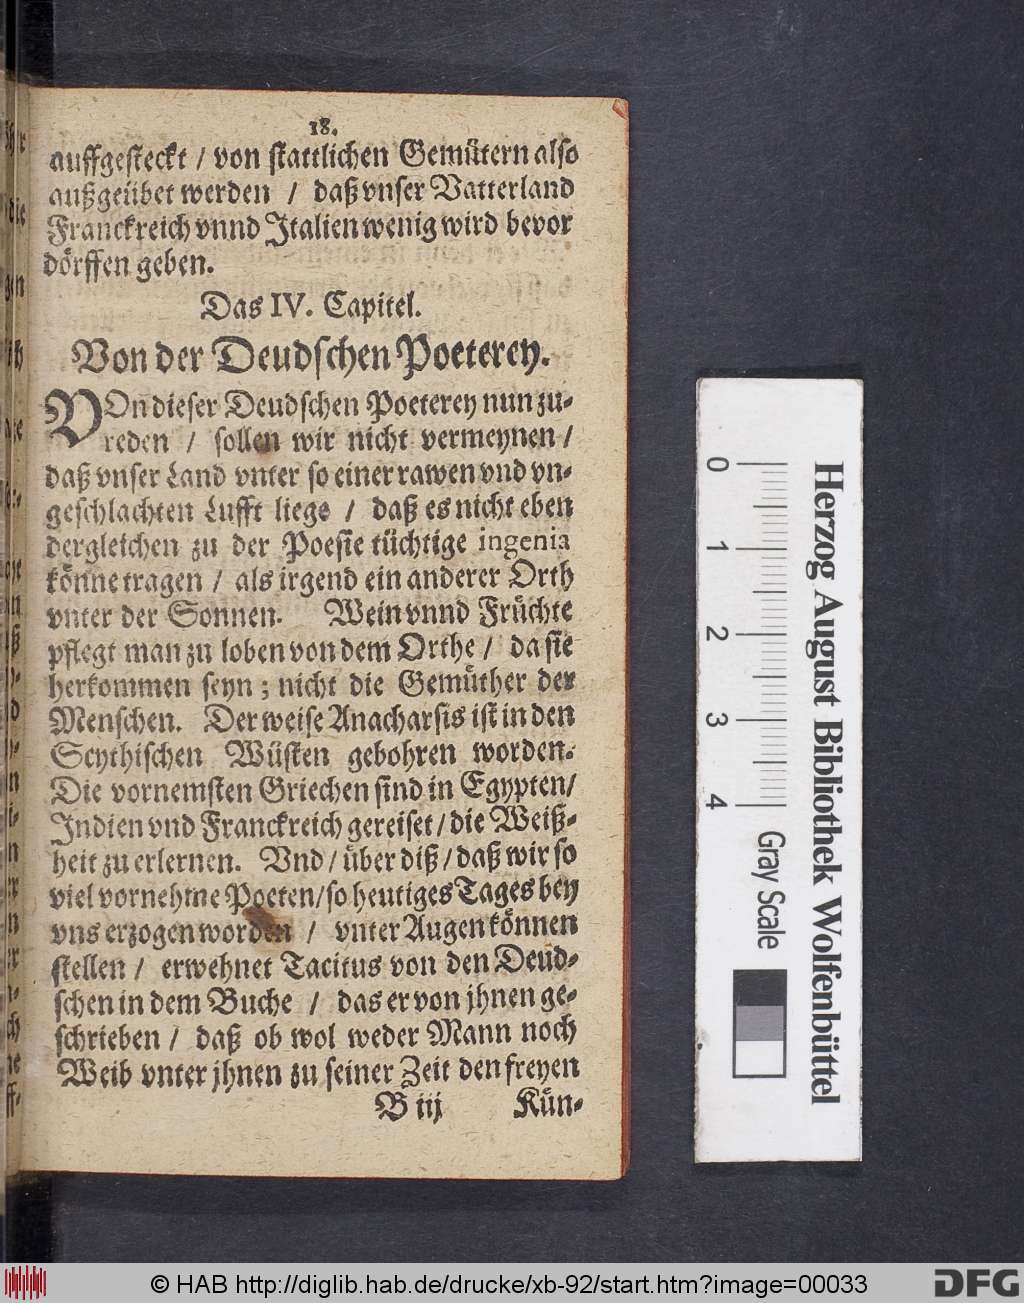 18.
auffgesteckt / von stattlichen Gemütern also
außgeübet werden / daß vnser Vatterland
Franckreich vnnd Italien wenig wird bevor
dörffen geben.
Das IV. Capitel.
Von der Deudschen Poeterey.
VOn dieser Deudschen Poeterey nun zu-
reden / sollen wir nicht vermeynen /
daß vnser Land vnter so einer rawen vnd vn-
geschlachten Lufft liege / daß es nicht eben
dergleichen zu der Poesie tüchtige ingenia
könne tragen / als irgend ein anderer Orth
vnter der Sonnen. Wein vnnd Früchte
pflegt man zu loben von dem Orthe / da sie
herkommen seyn ; nicht die Gemüther der
Menschen. Der weise Anacharsis ist in den
Scythischen Wüsten gebohren worden.
Die vornemsten Griechen sind in Egypten/
Indien vnd Franckreich gereiset / die Weiß-
heit zu erlernen. Vnd / über diß / daß wir so
viel vornehme Poeten/so heutiges Tages bey
vns erzogen worden / vnter Augen können
stellen / erwehnet Tacitus von den Deud-
schen in dem Buche / das er von jhnen ge-
schrieben / daß ob wol weder Mann noch
Weib vnter jhnen zu seiner Zeit den freyen
B iij Kün-
Herzog August Bibliothek Wolfenbüttel
0 1 2 3 4 Gray Scale
© HAB http://diglib.hab.de/drucke/xb-92/start.htm?image=00033
DFG